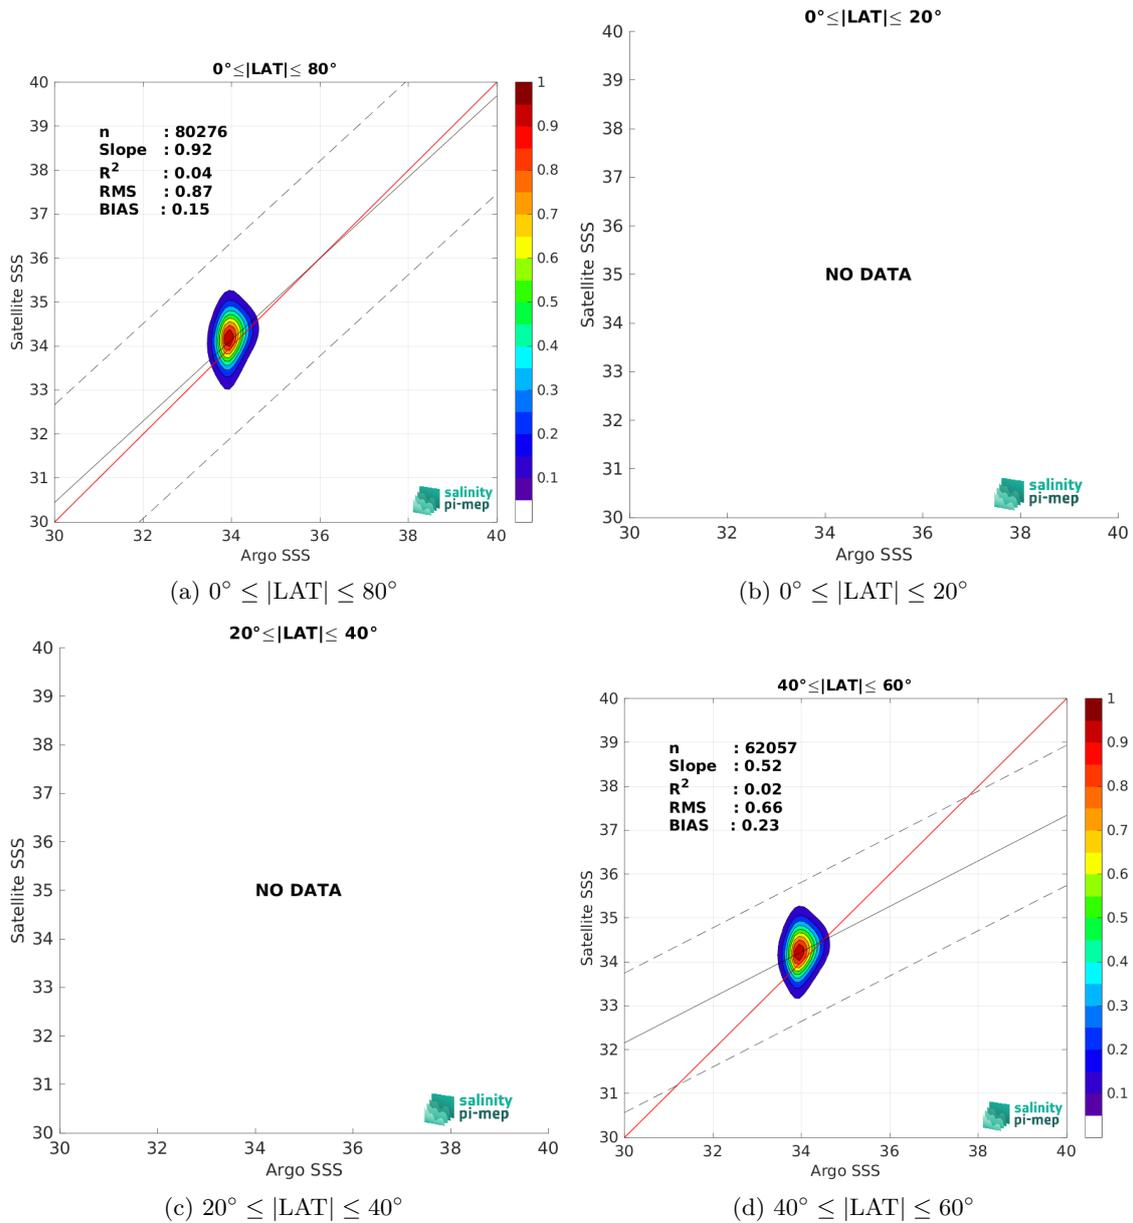 0°≤|LAT|≤ 80°
40
39
38
37
36
35
34
33
32
31
30
Satellite SSS
n : 80276
Slope : 0.92
R² : 0.04
RMS : 0.87
BIAS : 0.15
salinity
pi-mep
30 32 34 36 38 40
Argo SSS
1
0.9
0.8
0.7
0.6
0.5
0.4
0.3
0.2
0.1
(a) 0° ≤ |LAT| ≤ 80°
0°≤|LAT|≤ 20°
40
39
38
37
36
35
34
33
32
31
30
Satellite SSS
NO DATA
salinity
pi-mep
30 32 34 36 38 40
Argo SSS
(b) 0° ≤ |LAT| ≤ 20°
20°≤|LAT|≤ 40°
40
39
38
37
36
35
34
33
32
31
30
Satellite SSS
NO DATA
salinity
pi-mep
30 32 34 36 38 40
Argo SSS
(c) 20° ≤ |LAT| ≤ 40°
40°≤|LAT|≤ 60°
40
39
38
37
36
35
34
33
32
31
30
Satellite SSS
n : 62057
Slope : 0.52
R² : 0.02
RMS : 0.66
BIAS : 0.23
salinity
pi-mep
30 32 34 36 38 40
Argo SSS
1
0.9
0.8
0.7
0.6
0.5
0.4
0.3
0.2
0.1
(d) 40° ≤ |LAT| ≤ 60°